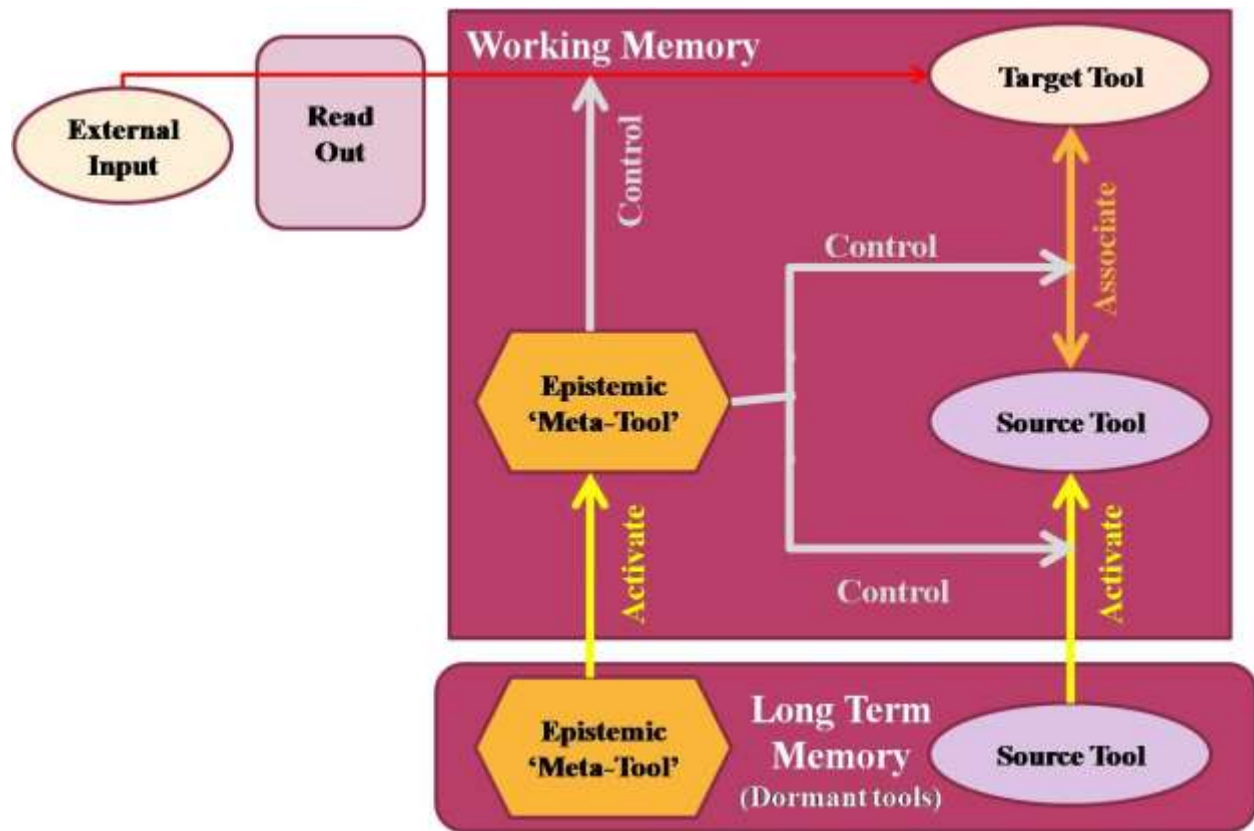 Working Memory
Target Tool
External
Input
Read
Out
Control
Control
Associate
Epistemic
‘Meta-Tool’
Source Tool
Control
Activate
Activate
Epistemic
‘Meta-Tool’
Long Term
Memory
(Dormant tools)
Source Tool